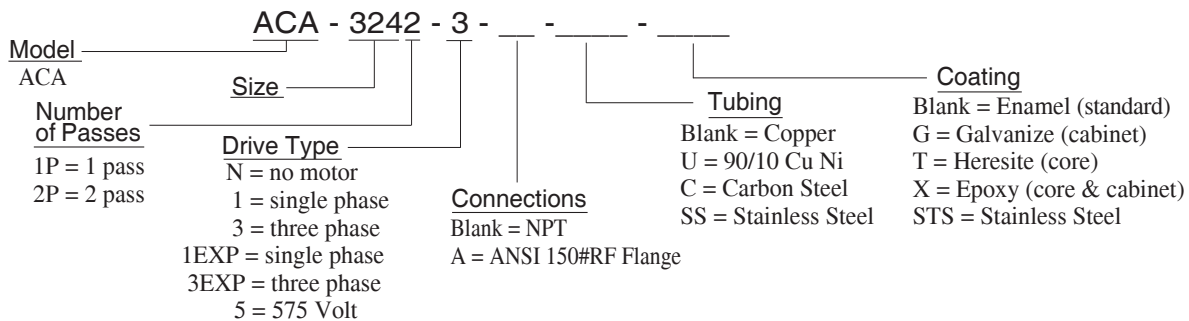 ACA - 3242 - 3 - __ - ____ - ____
Model
ACA
Size
Number
of Passes
1P = 1 pass
2P = 2 pass
Drive Type
N = no motor
1 = single phase
3 = three phase
1EXP = single phase
3EXP = three phase
5 = 575 Volt
Connections
Blank = NPT
A = ANSI 150#RF Flange
Tubing
Blank = Copper
U = 90/10 Cu Ni
C = Carbon Steel
SS = Stainless Steel
Coating
Blank = Enamel (standard)
G = Galvanize (cabinet)
T = Heresite (core)
X = Epoxy (core & cabinet)
STS = Stainless Steel